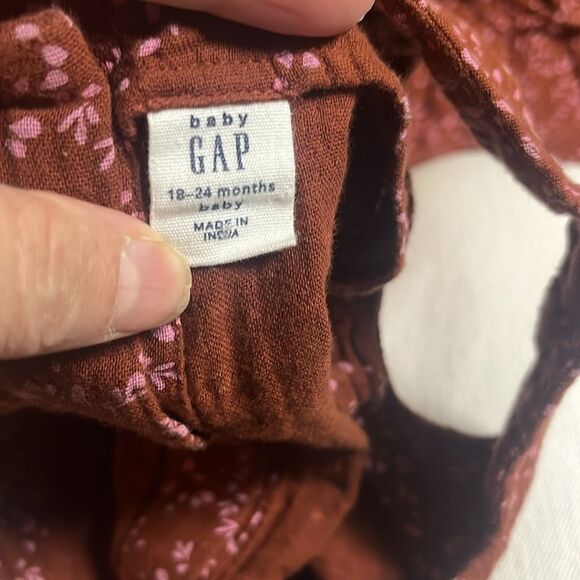 baby
GAP
18–24 months
baby
MADE IN
INDIA